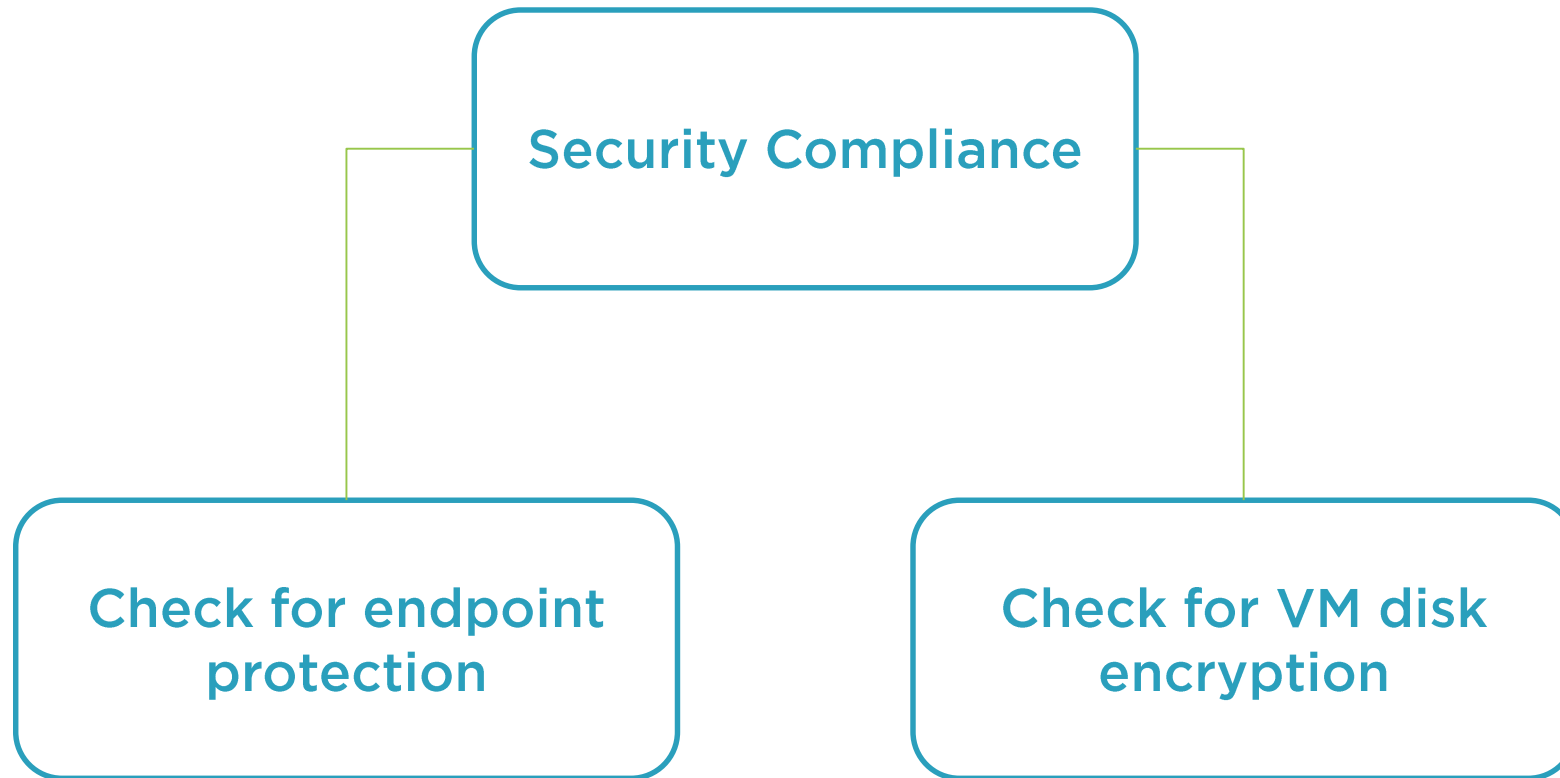 Security Compliance
Check for endpoint
protection
Check for VM disk
encryption